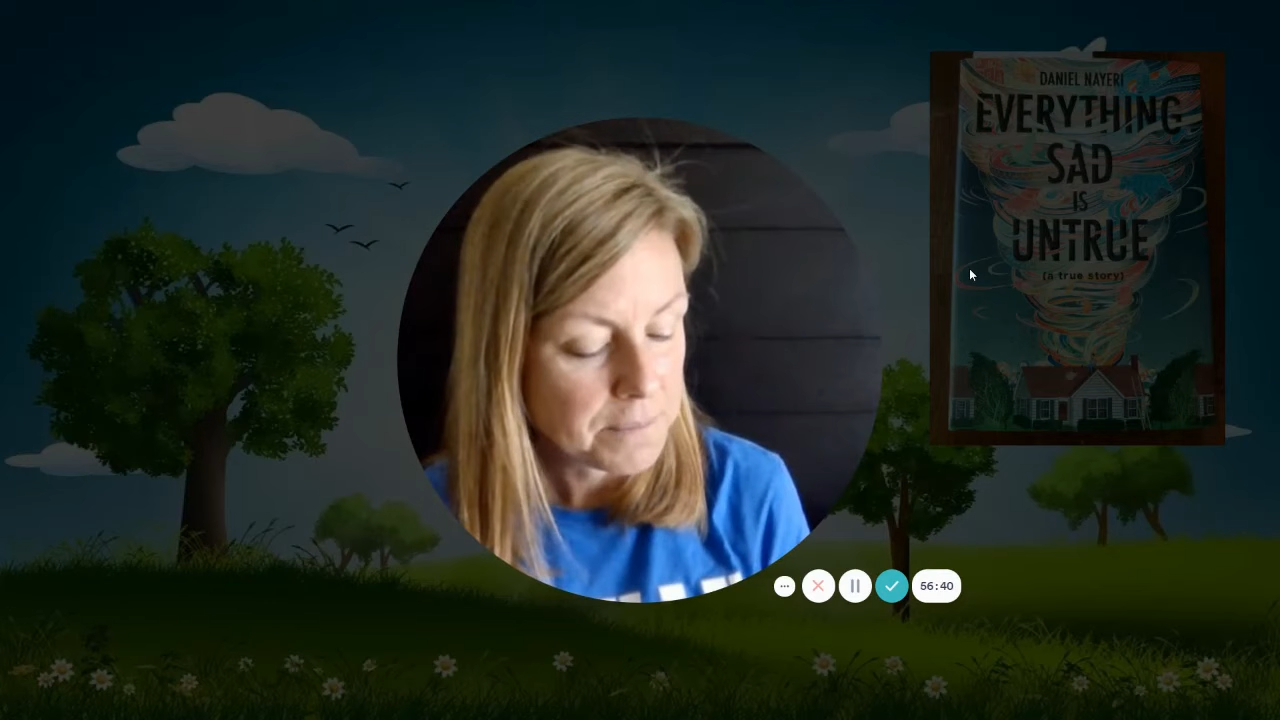 DANIEL NAYERI
EVERYTHING
SAD
IS
UNTRUE
(a true story)
56:40